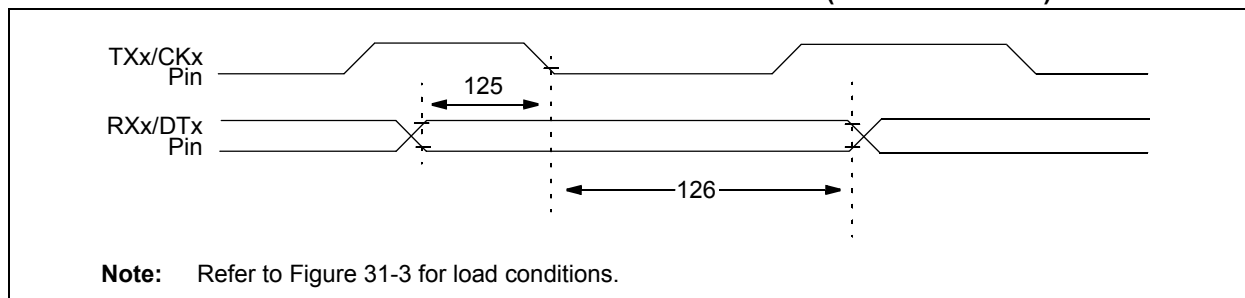 TXx/CKx
Pin
125
RXx/DTx
Pin
126
Note: Refer to Figure 31-3 for load conditions.